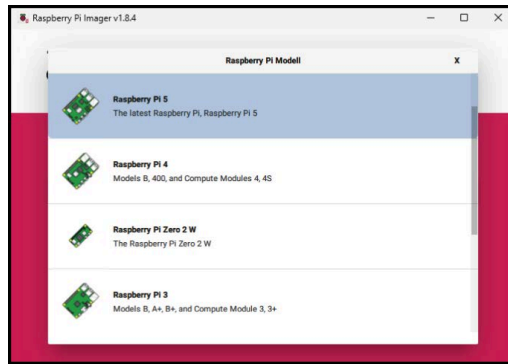 Raspberry Pi Imager v1.8.4
Raspberry Pi Modell
X
Raspberry Pi 5
The latest Raspberry Pi, Raspberry Pi 5
Raspberry Pi 4
Models B, 400, and Compute Modules 4, 4S
Raspberry Pi Zero 2 W
The Raspberry Pi Zero 2 W
Raspberry Pi 3
Models B, A+, B+, and Compute Module 3, 3+